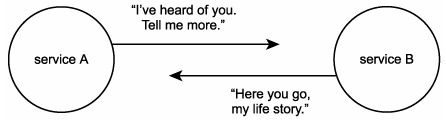 “I’ve heard of you.
Tell me more.”
service A
service B
“Here you go,
my life story.”